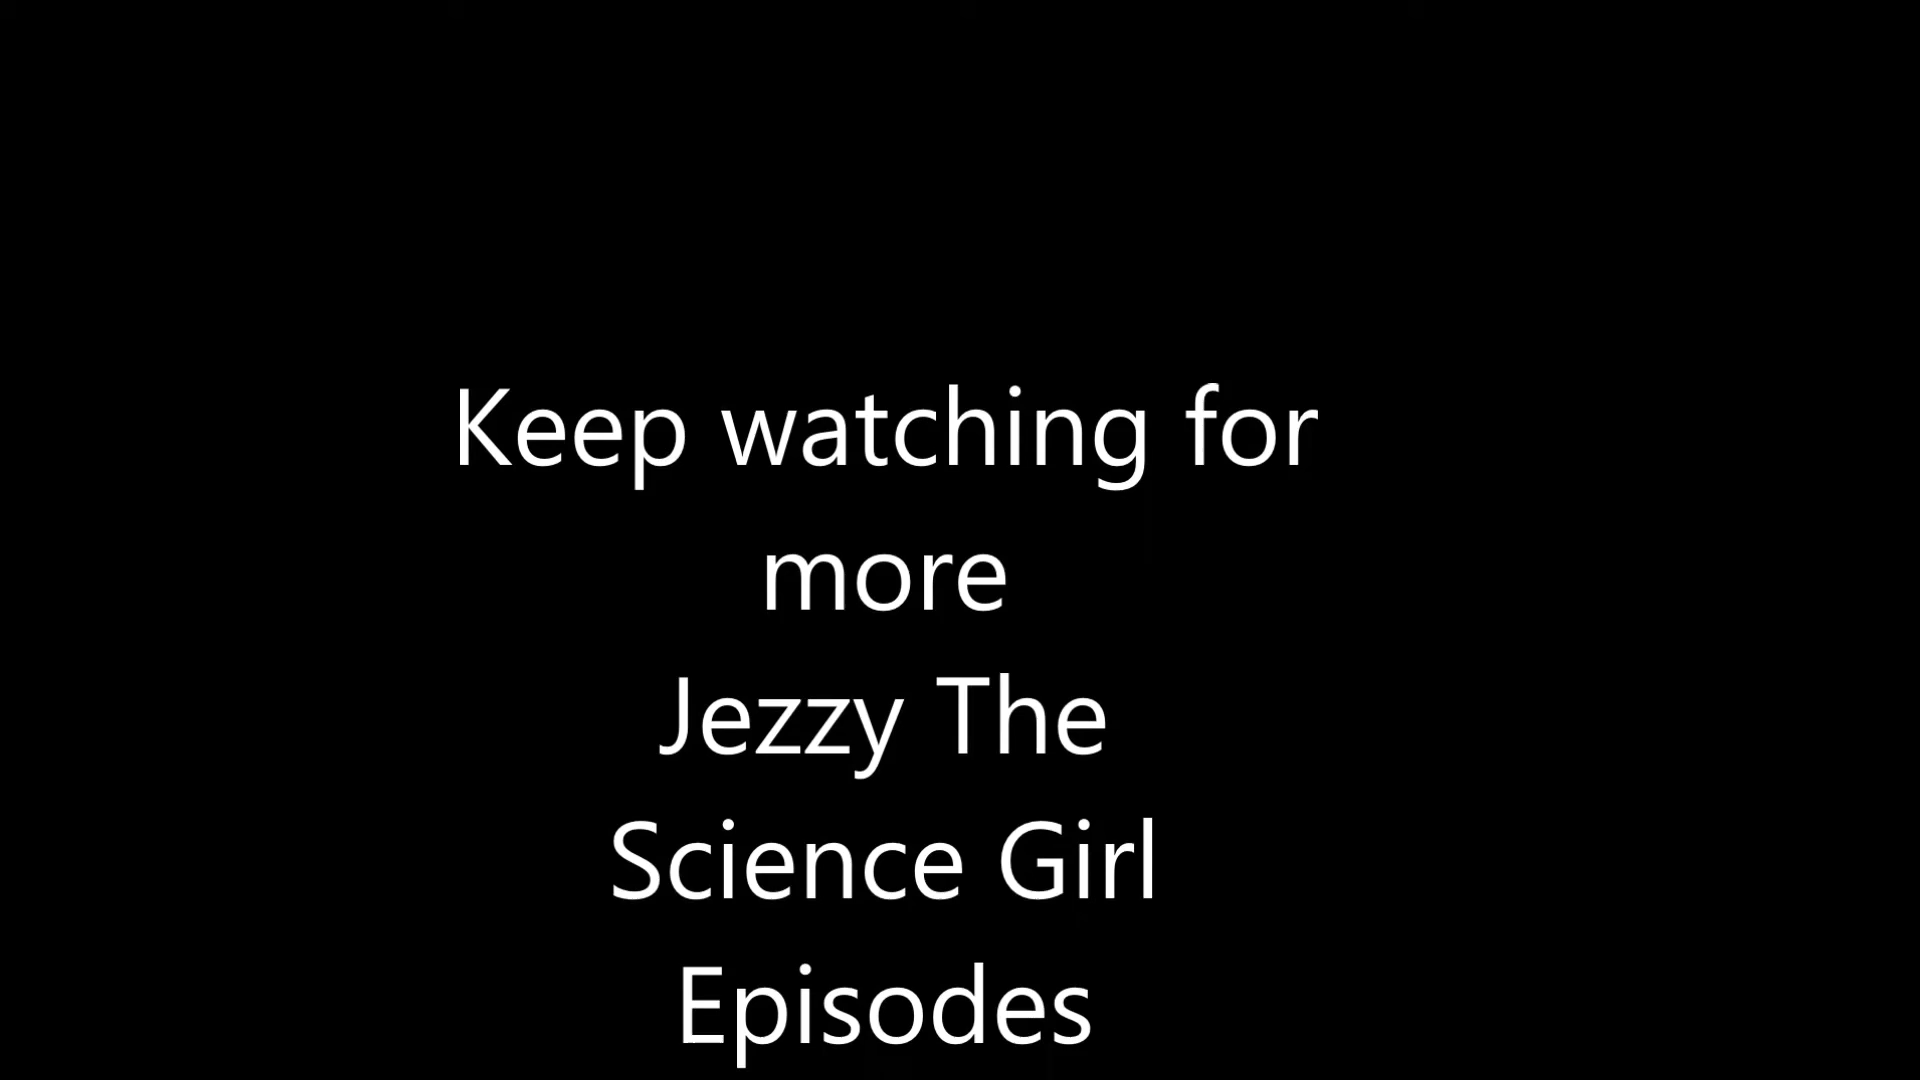 Keep watching for
more
Jezzy The
Science Girl
Episodes